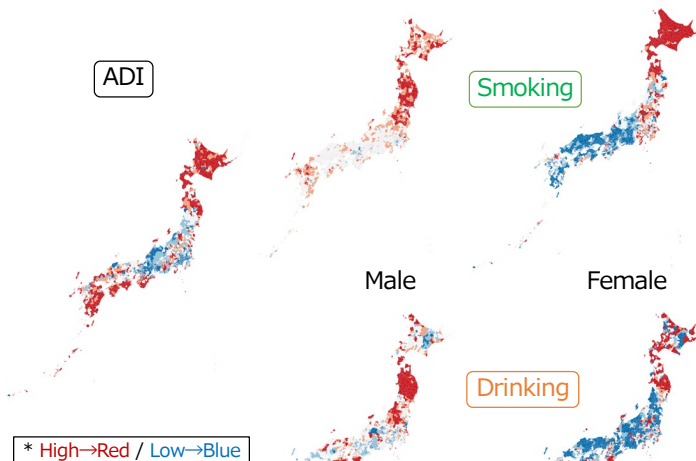 ADI
Smoking
Male
Female
Drinking
* High→Red / Low→Blue